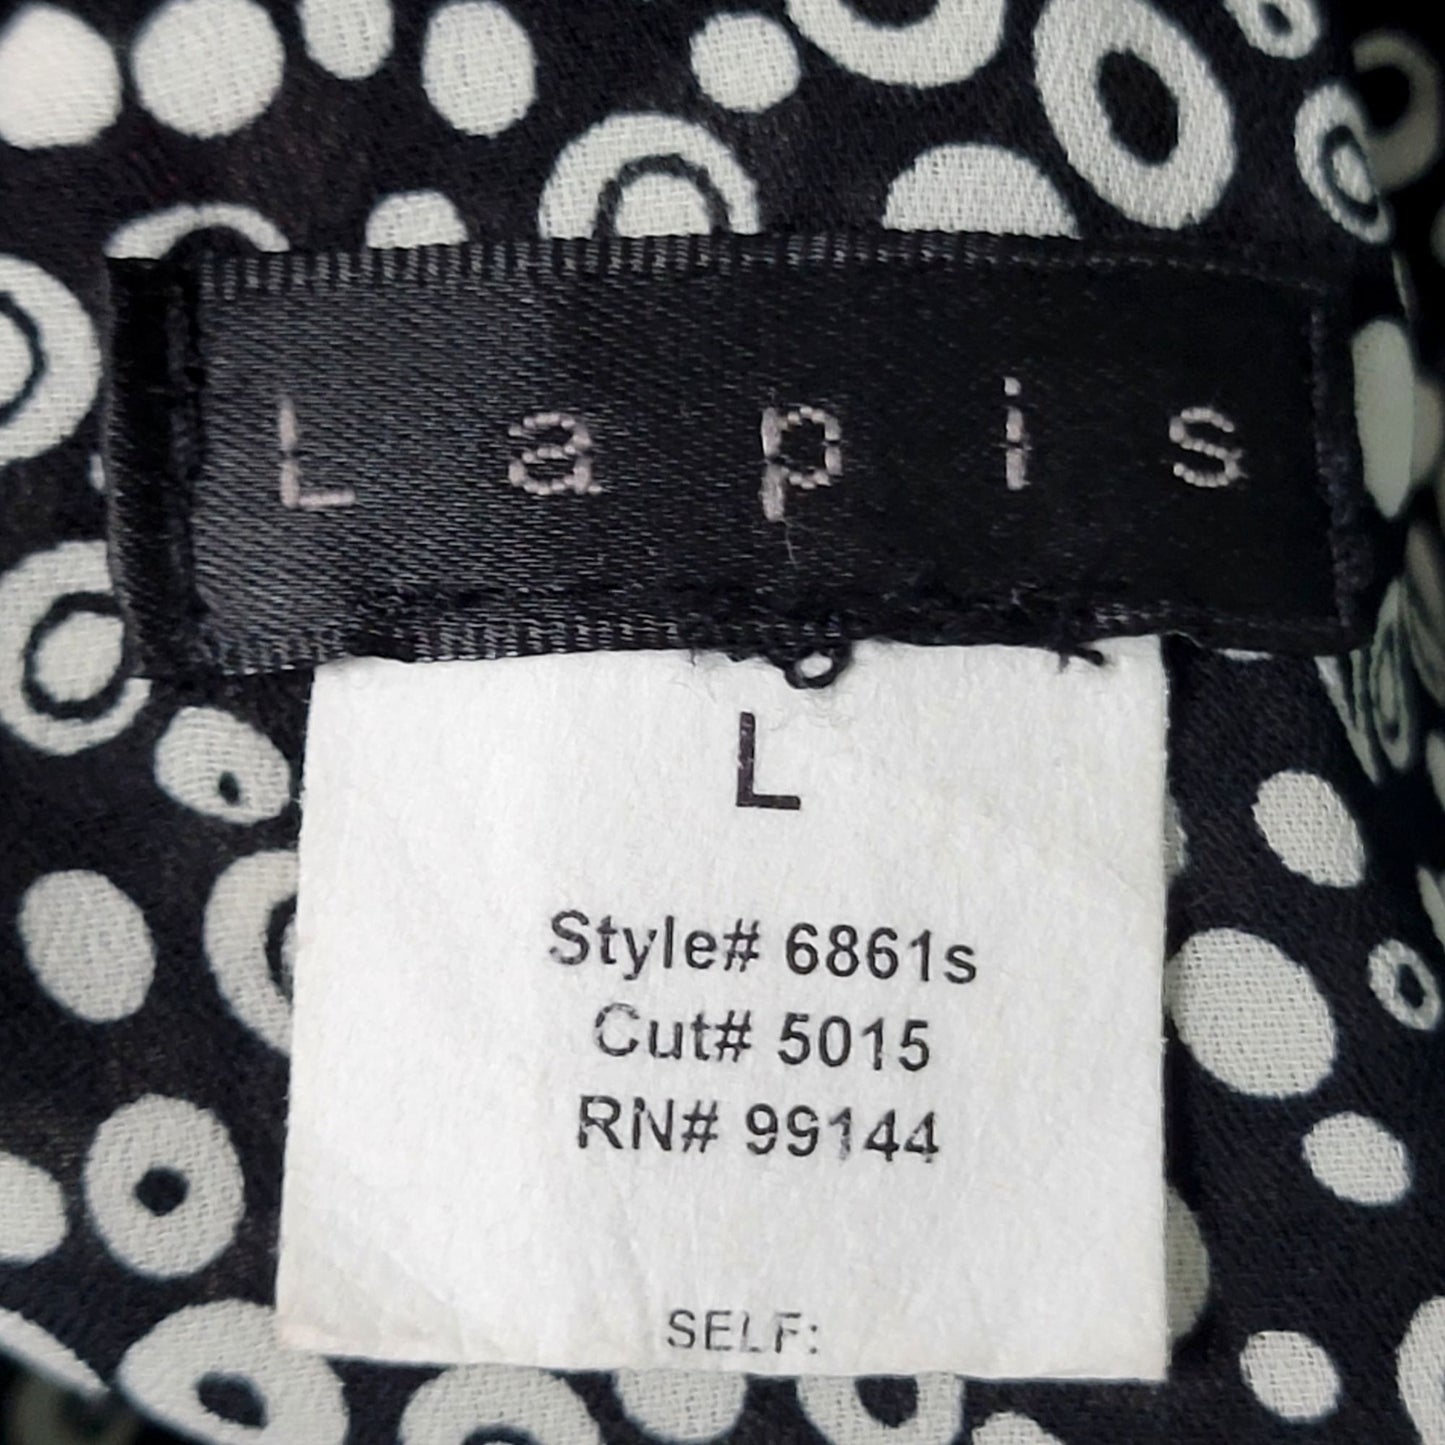 Lapis
L
Style# 6861s
Cut# 5015
RN# 99144
SELF: